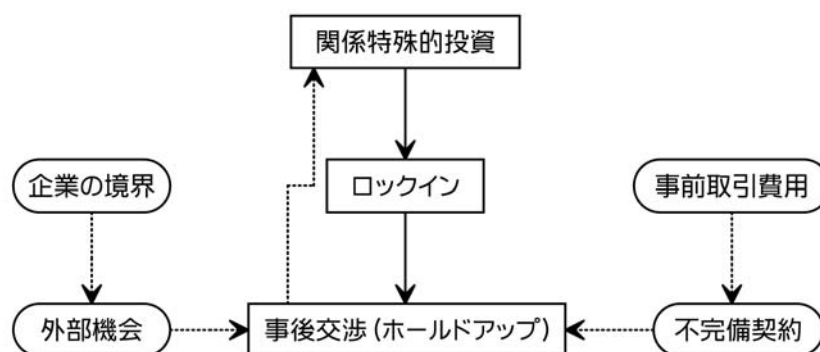 関係特殊的投資
企業の境界
ロックイン
事前取引費用
外部機会
事後交渉(ホールドアップ)
不完備契約